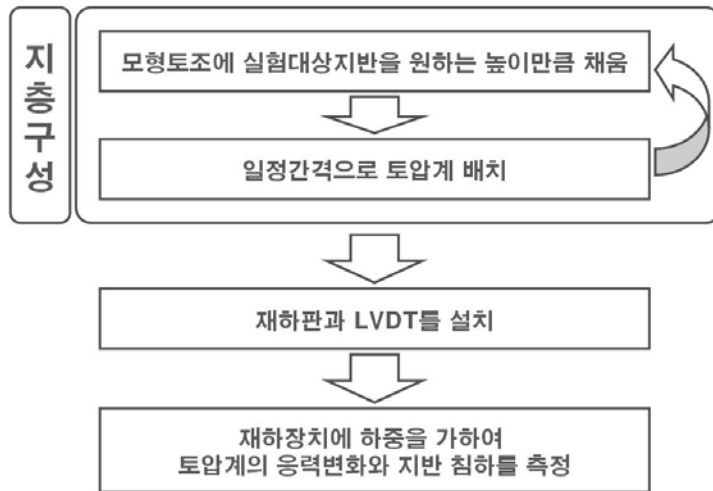 지층구성
모형토조에 실험대상지반을 원하는 높이만큼 채움
일정간격으로 토압계 배치
재하판과 LVDT를 설치
재하장치에 하중을 가하여
토압계의 응력변화와 지반 침하를 측정